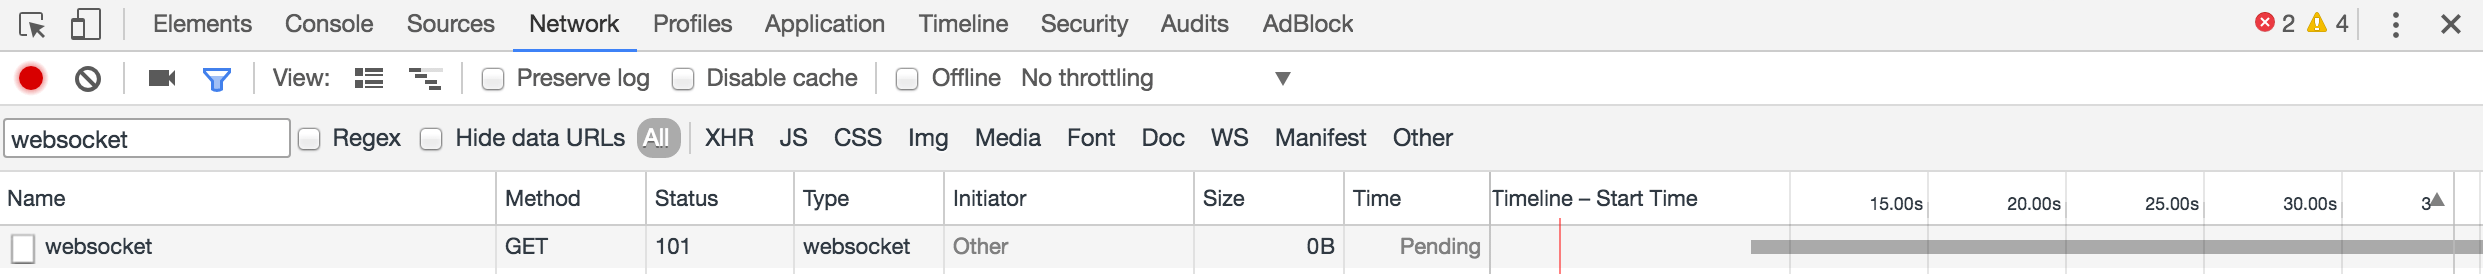 Elements Console Sources Network Profiles Application Timeline Security Audits AdBlock 2 4
View: Preserve log Disable cache Offline No throttling
websocket Regex Hide data URLs All XHR JS CSS Img Media Font Doc WS Manifest Other
Name Method Status Type Initiator Size Time Timeline – Start Time 15.00s 20.00s 25.00s 30.00s 3
websocket GET 101 websocket Other 0B Pending